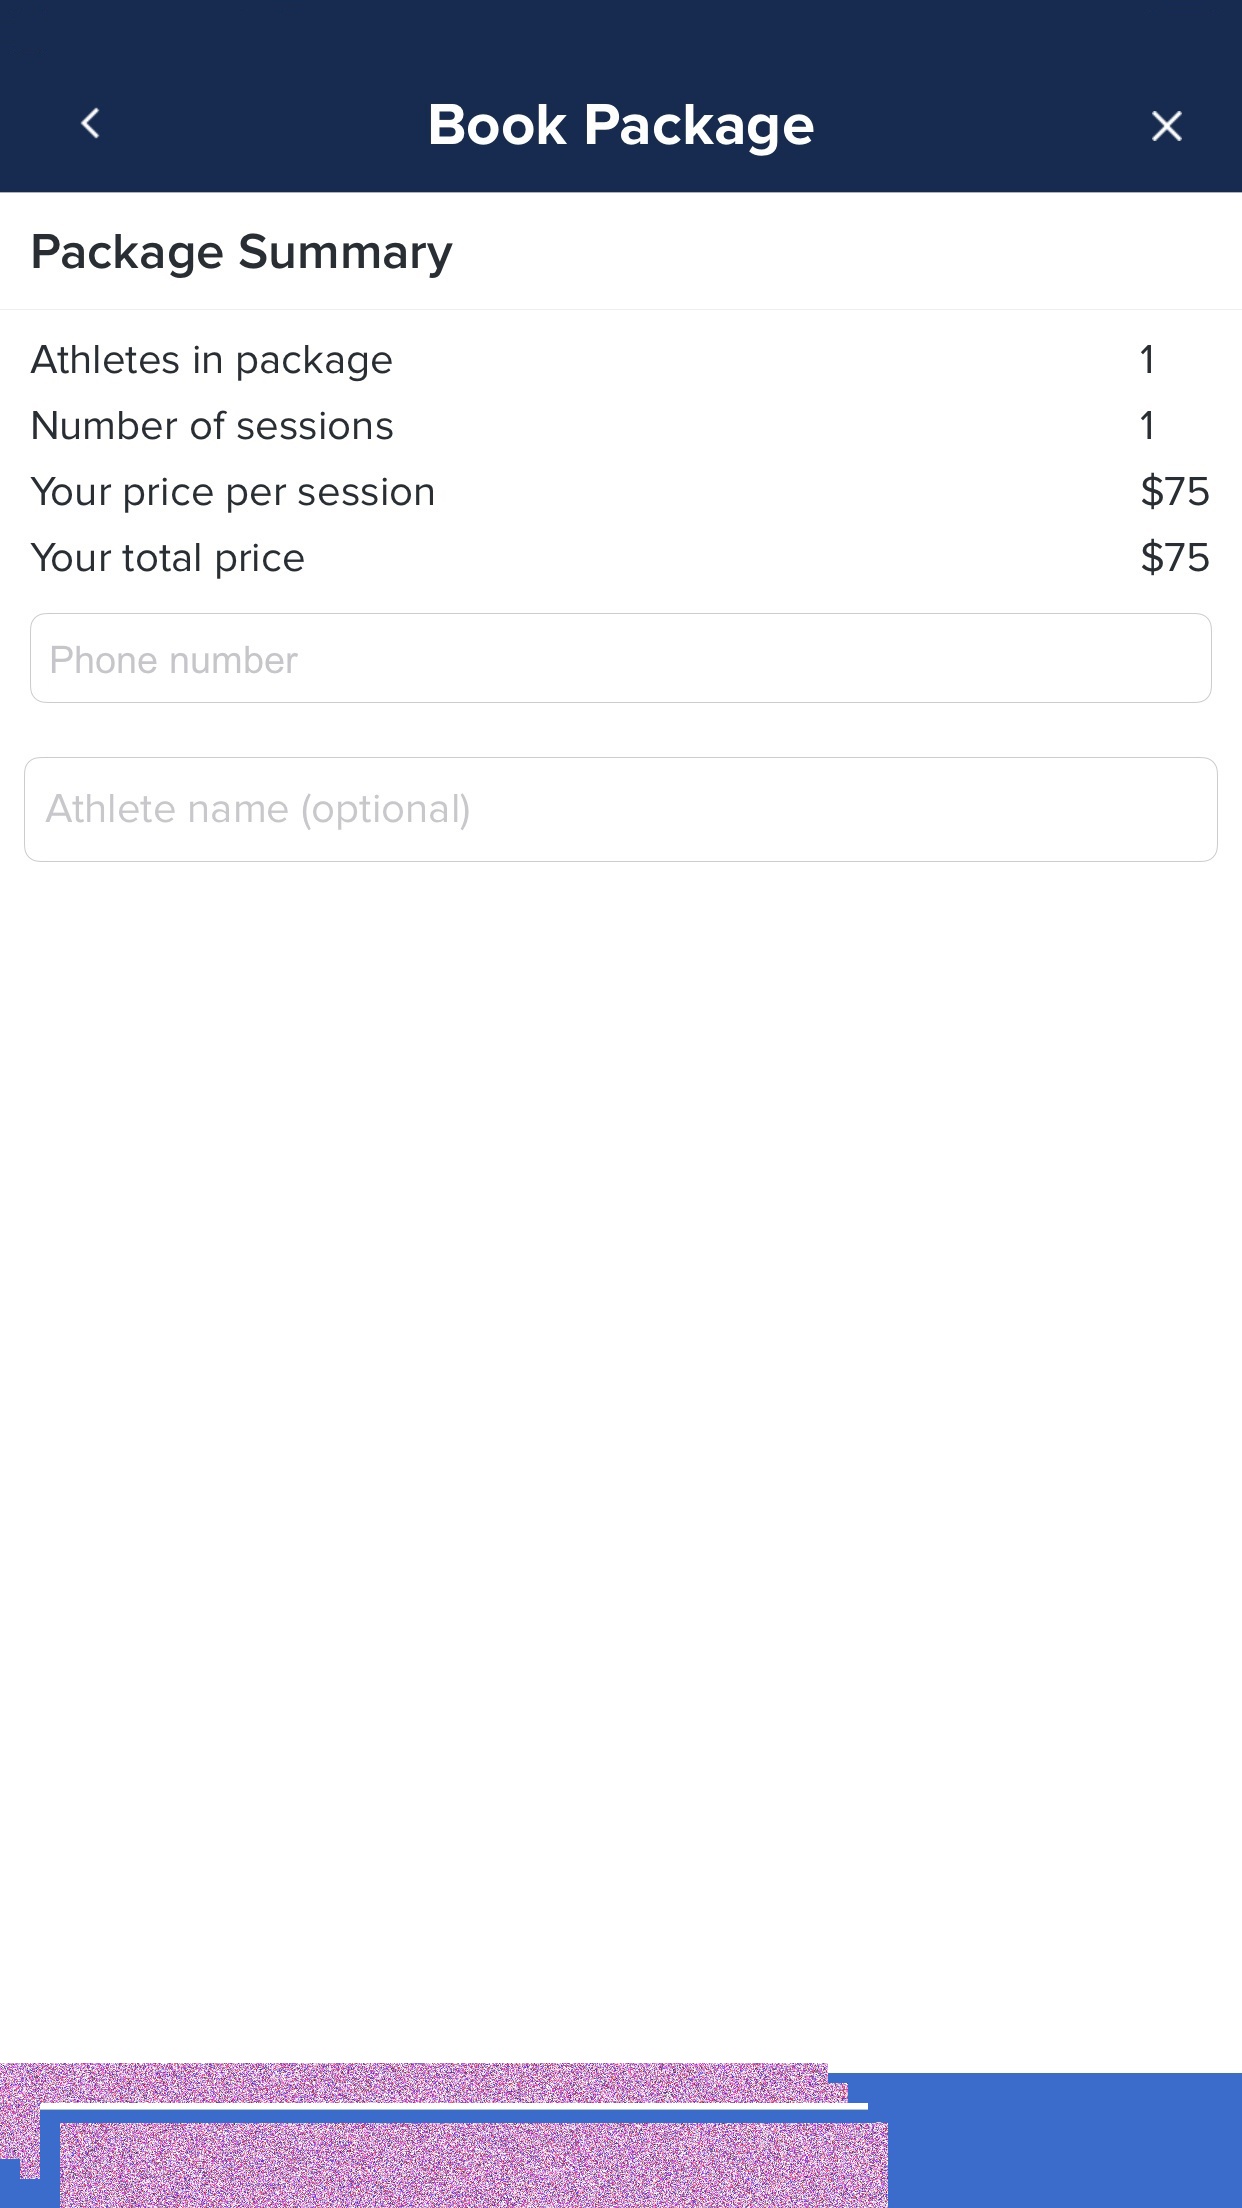 Book Package
Package Summary
Athletes in package 1
Number of sessions 1
Your price per session $75
Your total price $75
Phone number
Athlete name (optional)